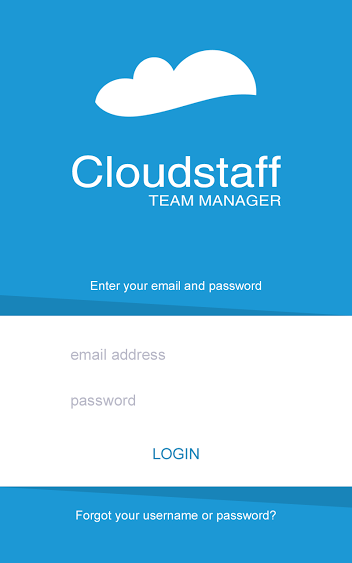 Cloudstaff
TEAM MANAGER
Enter your email and password
email address
password
LOGIN
Forgot your username or password?